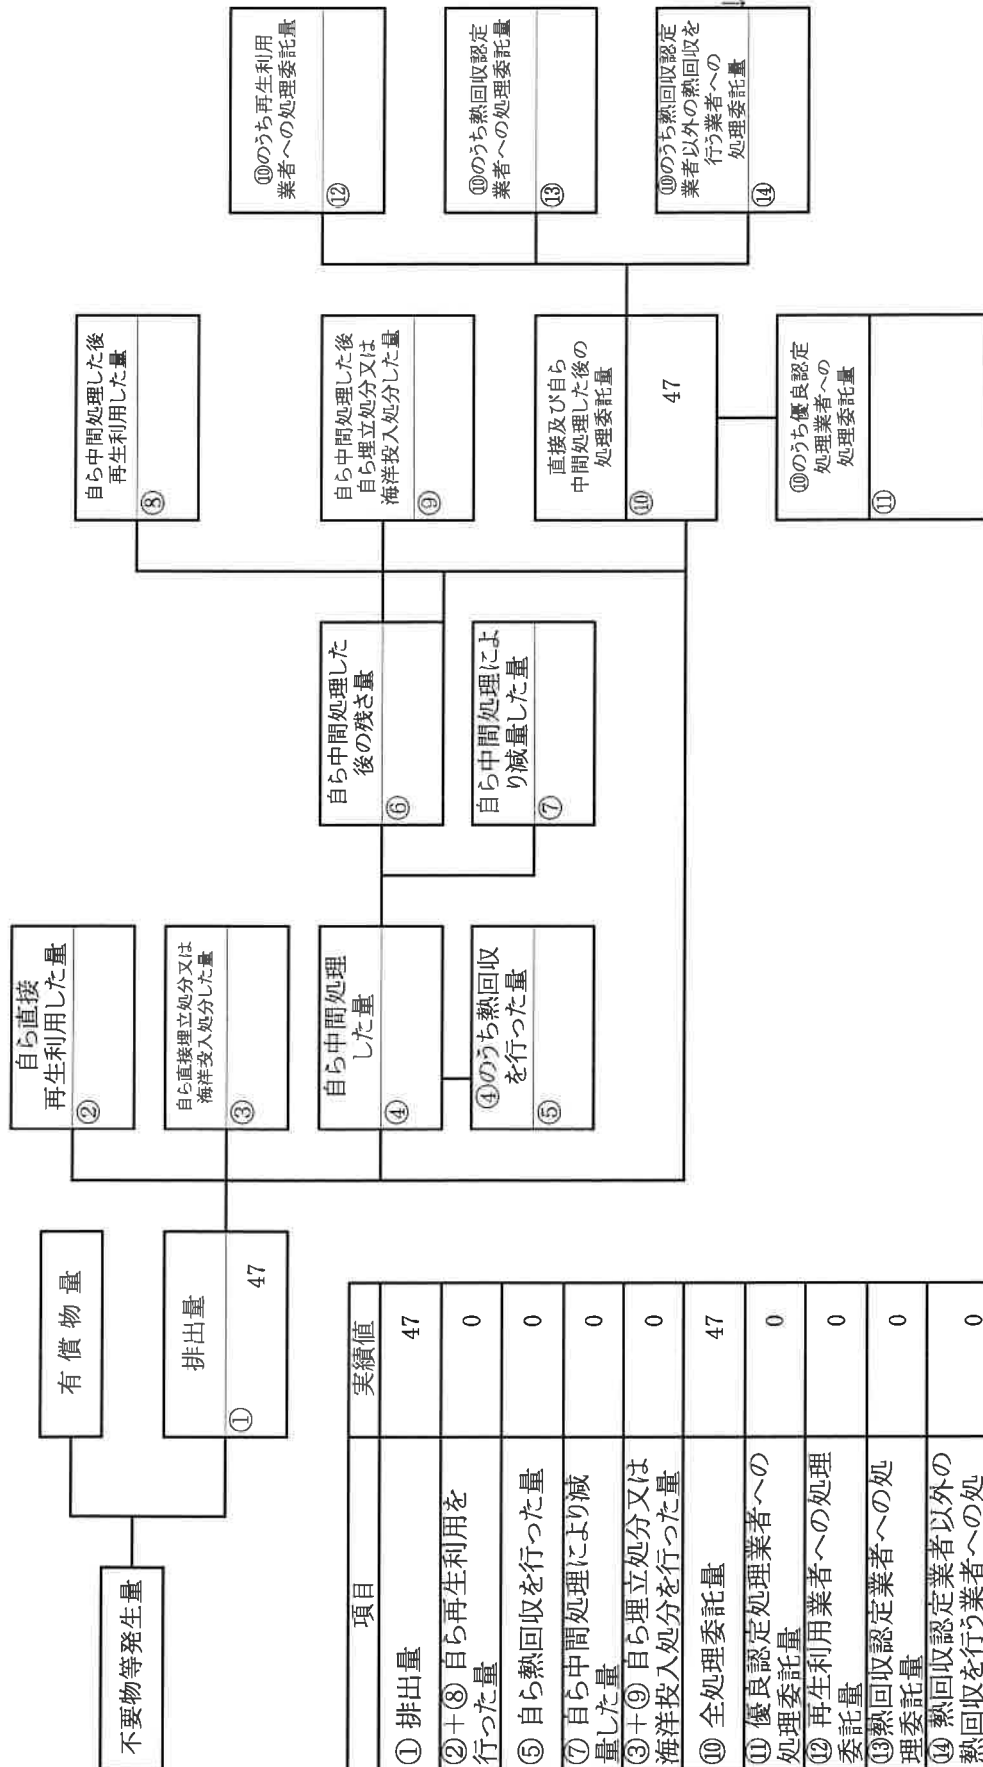 不要物等発生量
有 償 物 量
排出量
①
47
自ら直接
再生利用した量
②
自ら直接埋立処分又は
海洋投入処分した量
③
自ら中間処理
した量
④
④のうち熱回収
を行った量
⑤
自ら中間処理した
後の残さ量
⑥
自ら中間処理によ
り減量した量
⑦
自ら中間処理した後
再生利用した量
⑧
自ら中間処理した後
自ら埋立処分又は
海洋投入処分した量
⑨
直接及び自ら
中間処理した後の
処理委託量
⑩
47
⑩のうち優良認定
処理業者への
処理委託量
⑪
⑩のうち再生利用
業者への処理委託量
⑫
⑩のうち熱回収認定
業者への処理委託量
⑬
⑩のうち熱回収認定
業者以外の熱回収を
行う業者への
処理委託量
⑭
項目 実績値
① 排出量 47
②+⑧ 自ら再生利用を
行った量 0
⑤ 自ら熱回収を行った量 0
⑦ 自ら中間処理により減
量した量 0
③+⑨ 自ら埋立処分又は
海洋投入処分を行った量 0
⑩ 全処理委託量 47
⑪ 優良認定処理業者への
処理委託量 0
⑫ 再生利用業者への処理
委託量 0
⑬熱回収認定業者への処
理委託量 0
⑭ 熱回収認定業者以外の
熱回収を行う業者への処 0